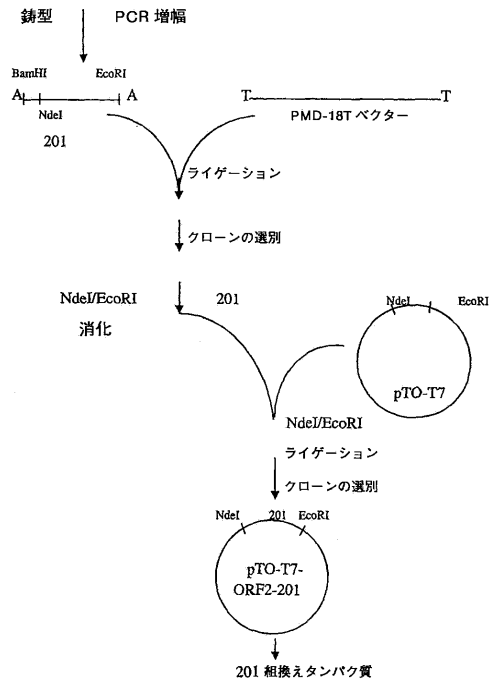 鋳型 PCR 増幅
BamHI EcoRI
A A T T
NdeI PMD-18T ベクター
201
ライゲーション
クローンの選別
NdeI/EcoRI 201
消化
NdeI EcoRI
pTO-T7
NdeI/EcoRI
ライゲーション
クローンの選別
NdeI 201 EcoRI
pTO-T7-
ORF2-201
201 組換えタンパク質